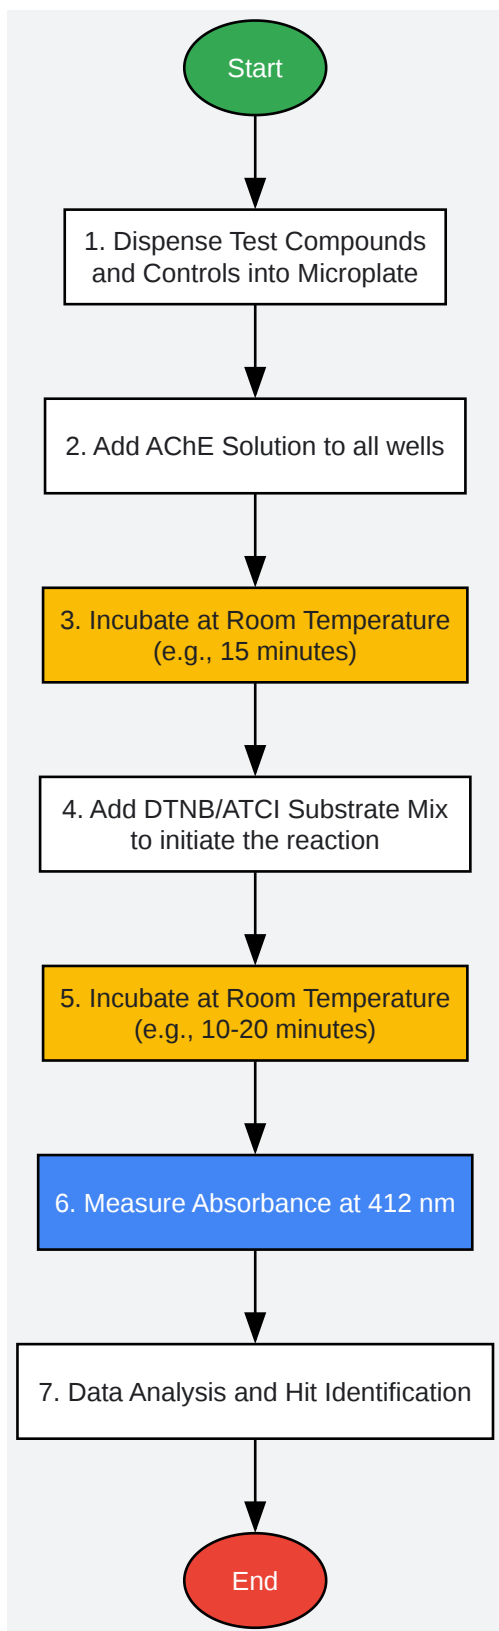 Start
1. Dispense Test Compounds
and Controls into Microplate
2. Add AChE Solution to all wells
3. Incubate at Room Temperature
(e.g., 15 minutes)
4. Add DTNB/ATCI Substrate Mix
to initiate the reaction
5. Incubate at Room Temperature
(e.g., 10-20 minutes)
6. Measure Absorbance at 412 nm
7. Data Analysis and Hit Identification
End